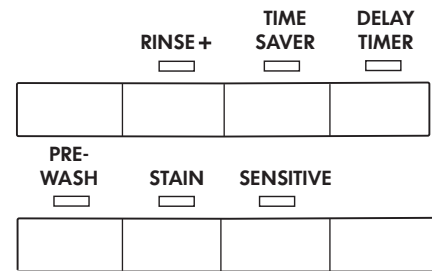 TIME DELAY
RINSE+ SAVER TIMER
PRE-
WASH STAIN SENSITIVE